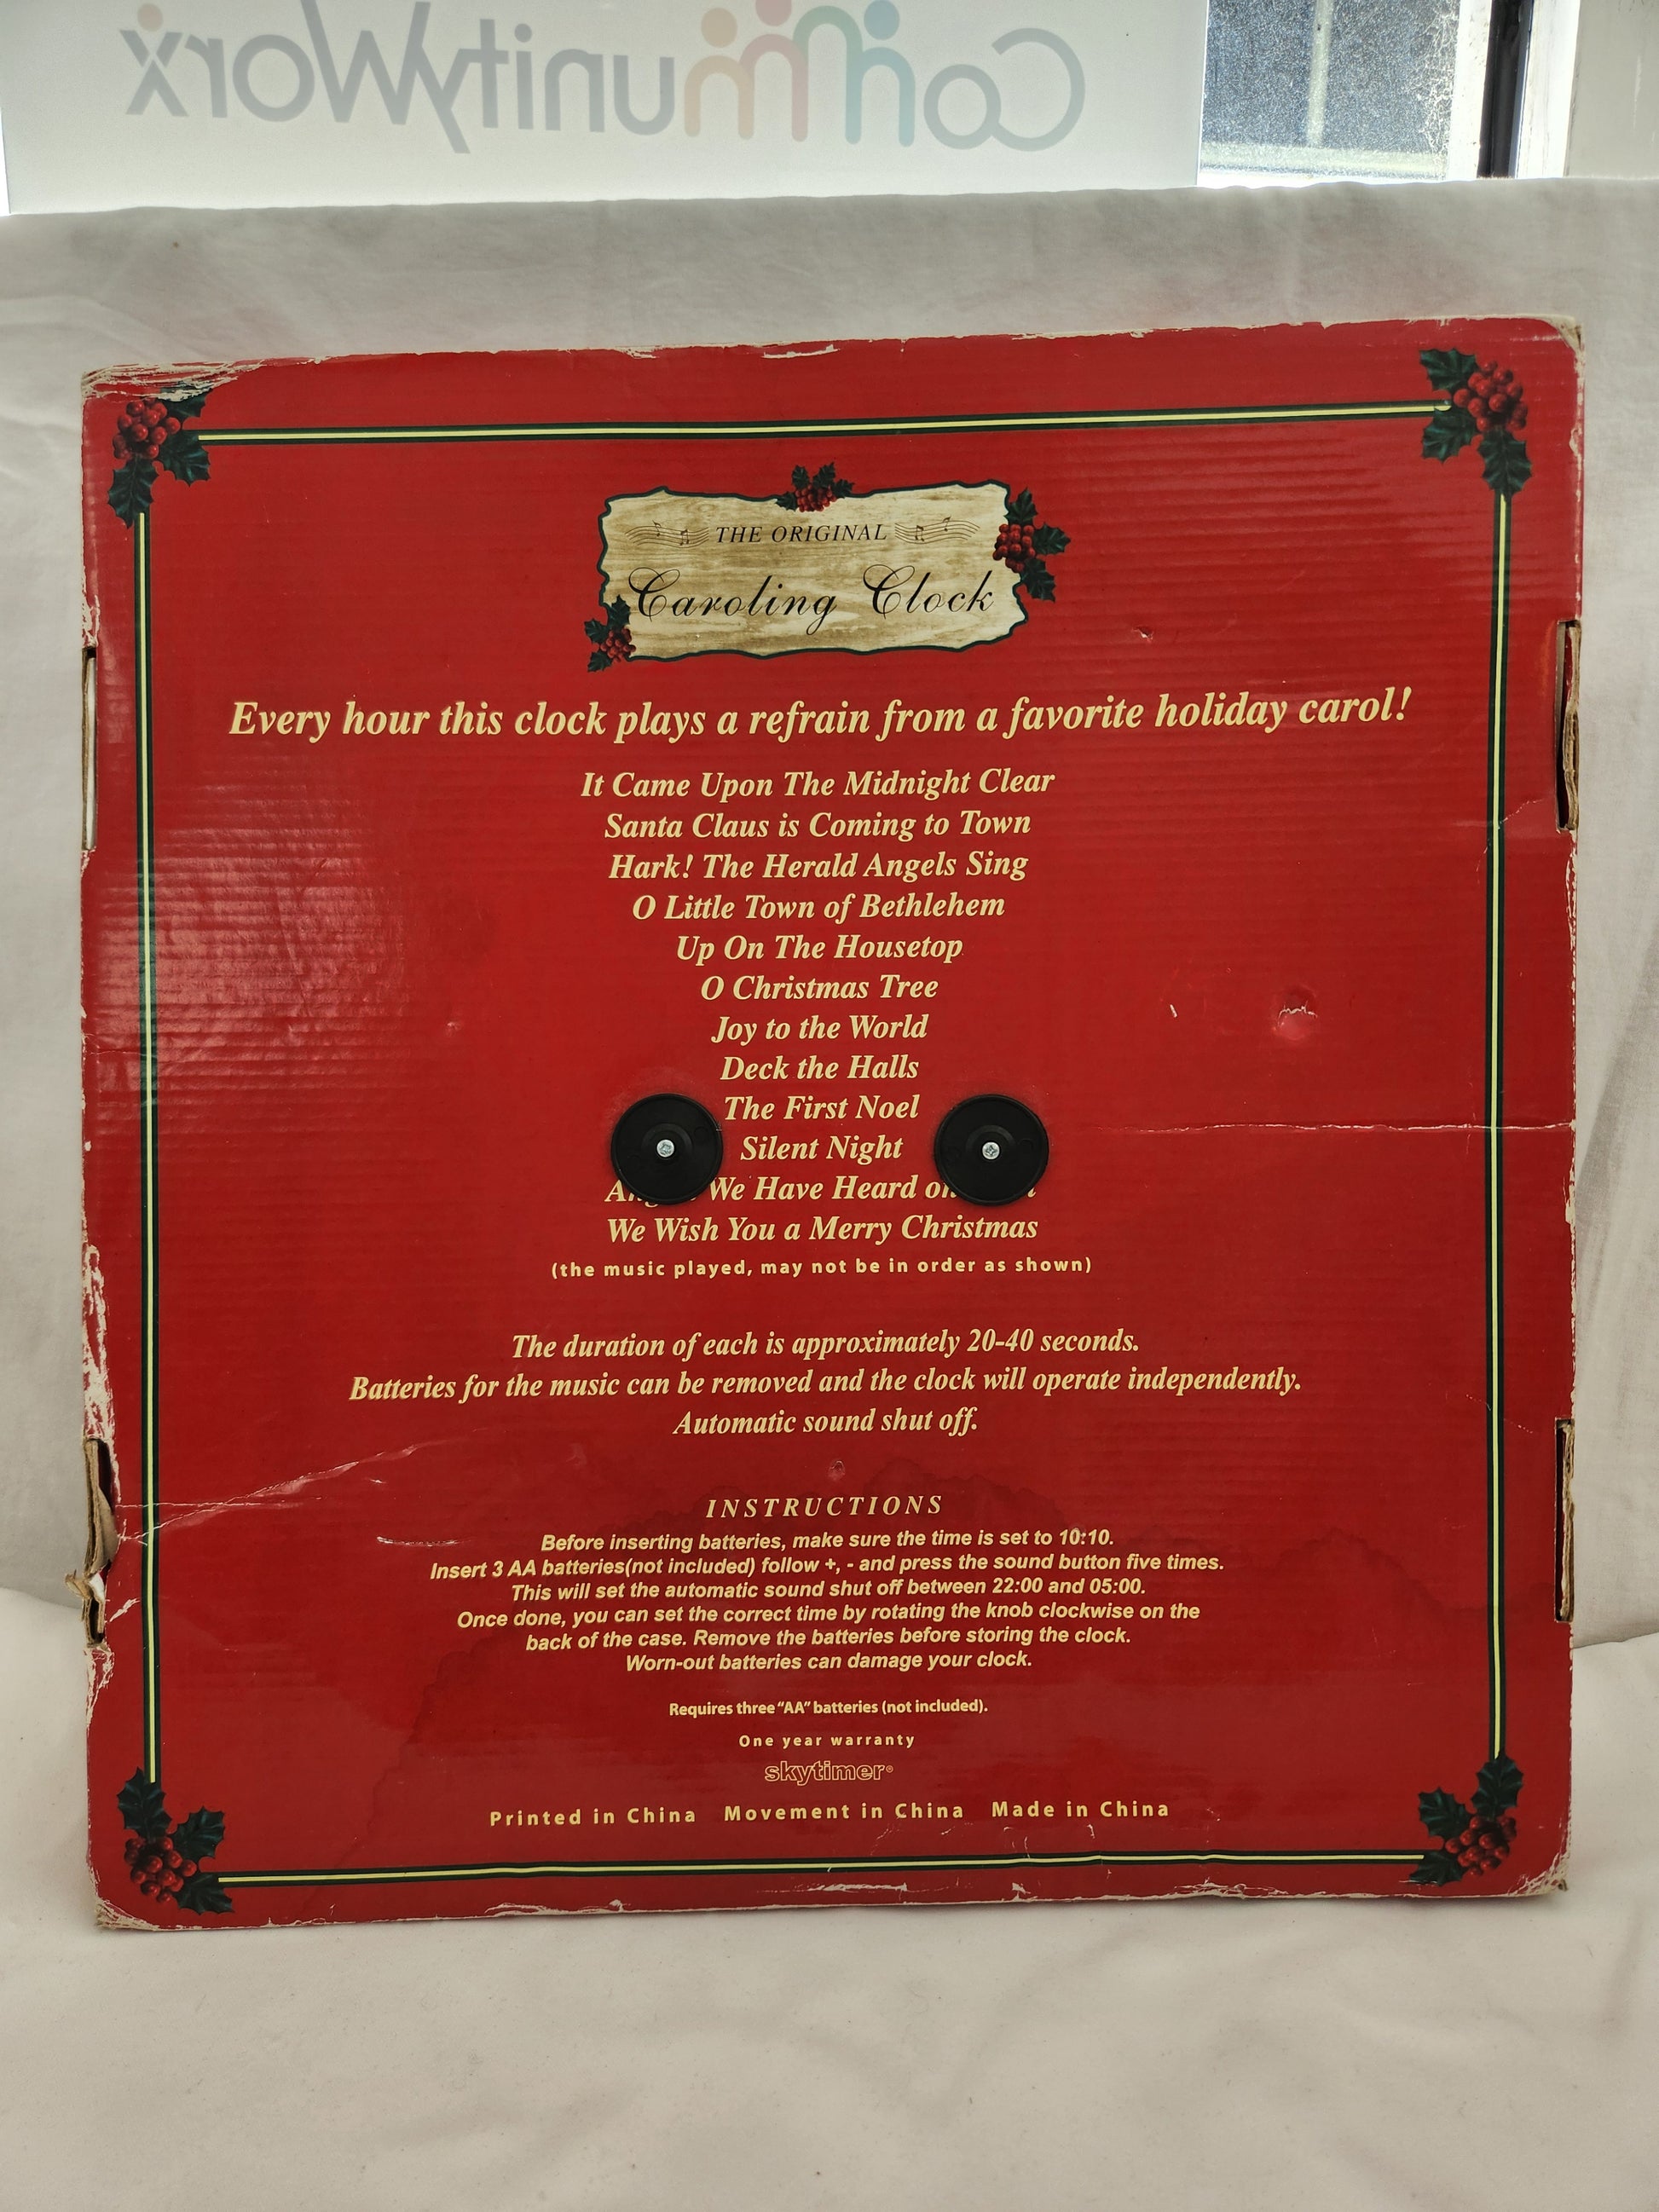 CommunityWorx
THE ORIGINAL
Caroling Clock
Every hour this clock plays a refrain from a favorite holiday carol!
It Came Upon The Midnight Clear
Santa Claus is Coming to Town
Hark! The Herald Angels Sing
O Little Town of Bethlehem
Up On The Housetop
O Christmas Tree
Joy to the World
Deck the Halls
The First Noel
Silent Night
We Have Heard on
We Wish You a Merry Christmas
(the music played, may not be in order as shown)
The duration of each is approximately 20-40 seconds.
Batteries for the music can be removed and the clock will operate independently.
Automatic sound shut off.
INSTRUCTIONS
Before inserting batteries, make sure the time is set to 10:10.
Insert 3 AA batteries(not included) follow +, - and press the sound button five times.
This will set the automatic sound shut off between 22:00 and 05:00.
Once done, you can set the correct time by rotating the knob clockwise on the
back of the case. Remove the batteries before storing the clock.
Worn-out batteries can damage your clock.
Requires three "AA" batteries (not included).
One year warranty
skytimer®
Printed in China Movement in China Made in China